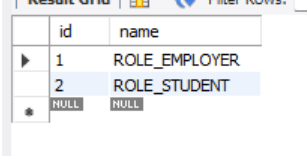 Result Grid Filter Rows:
id name
1 ROLE_EMPLOYER
2 ROLE_STUDENT
NULL NULL